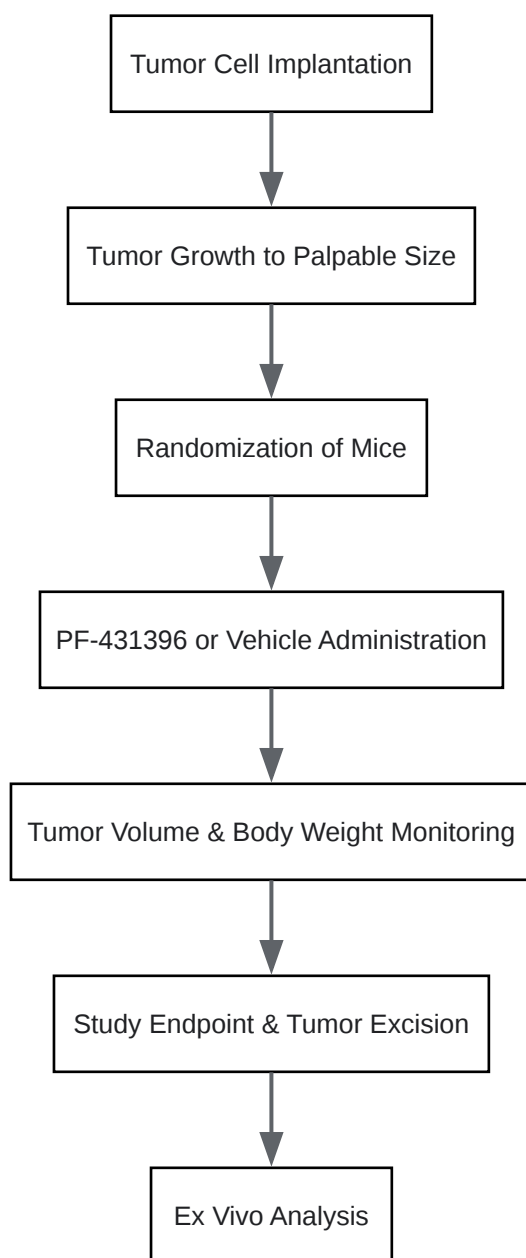 Tumor Cell Implantation
Tumor Growth to Palpable Size
Randomization of Mice
PF-431396 or Vehicle Administration
Tumor Volume & Body Weight Monitoring
Study Endpoint & Tumor Excision
Ex Vivo Analysis